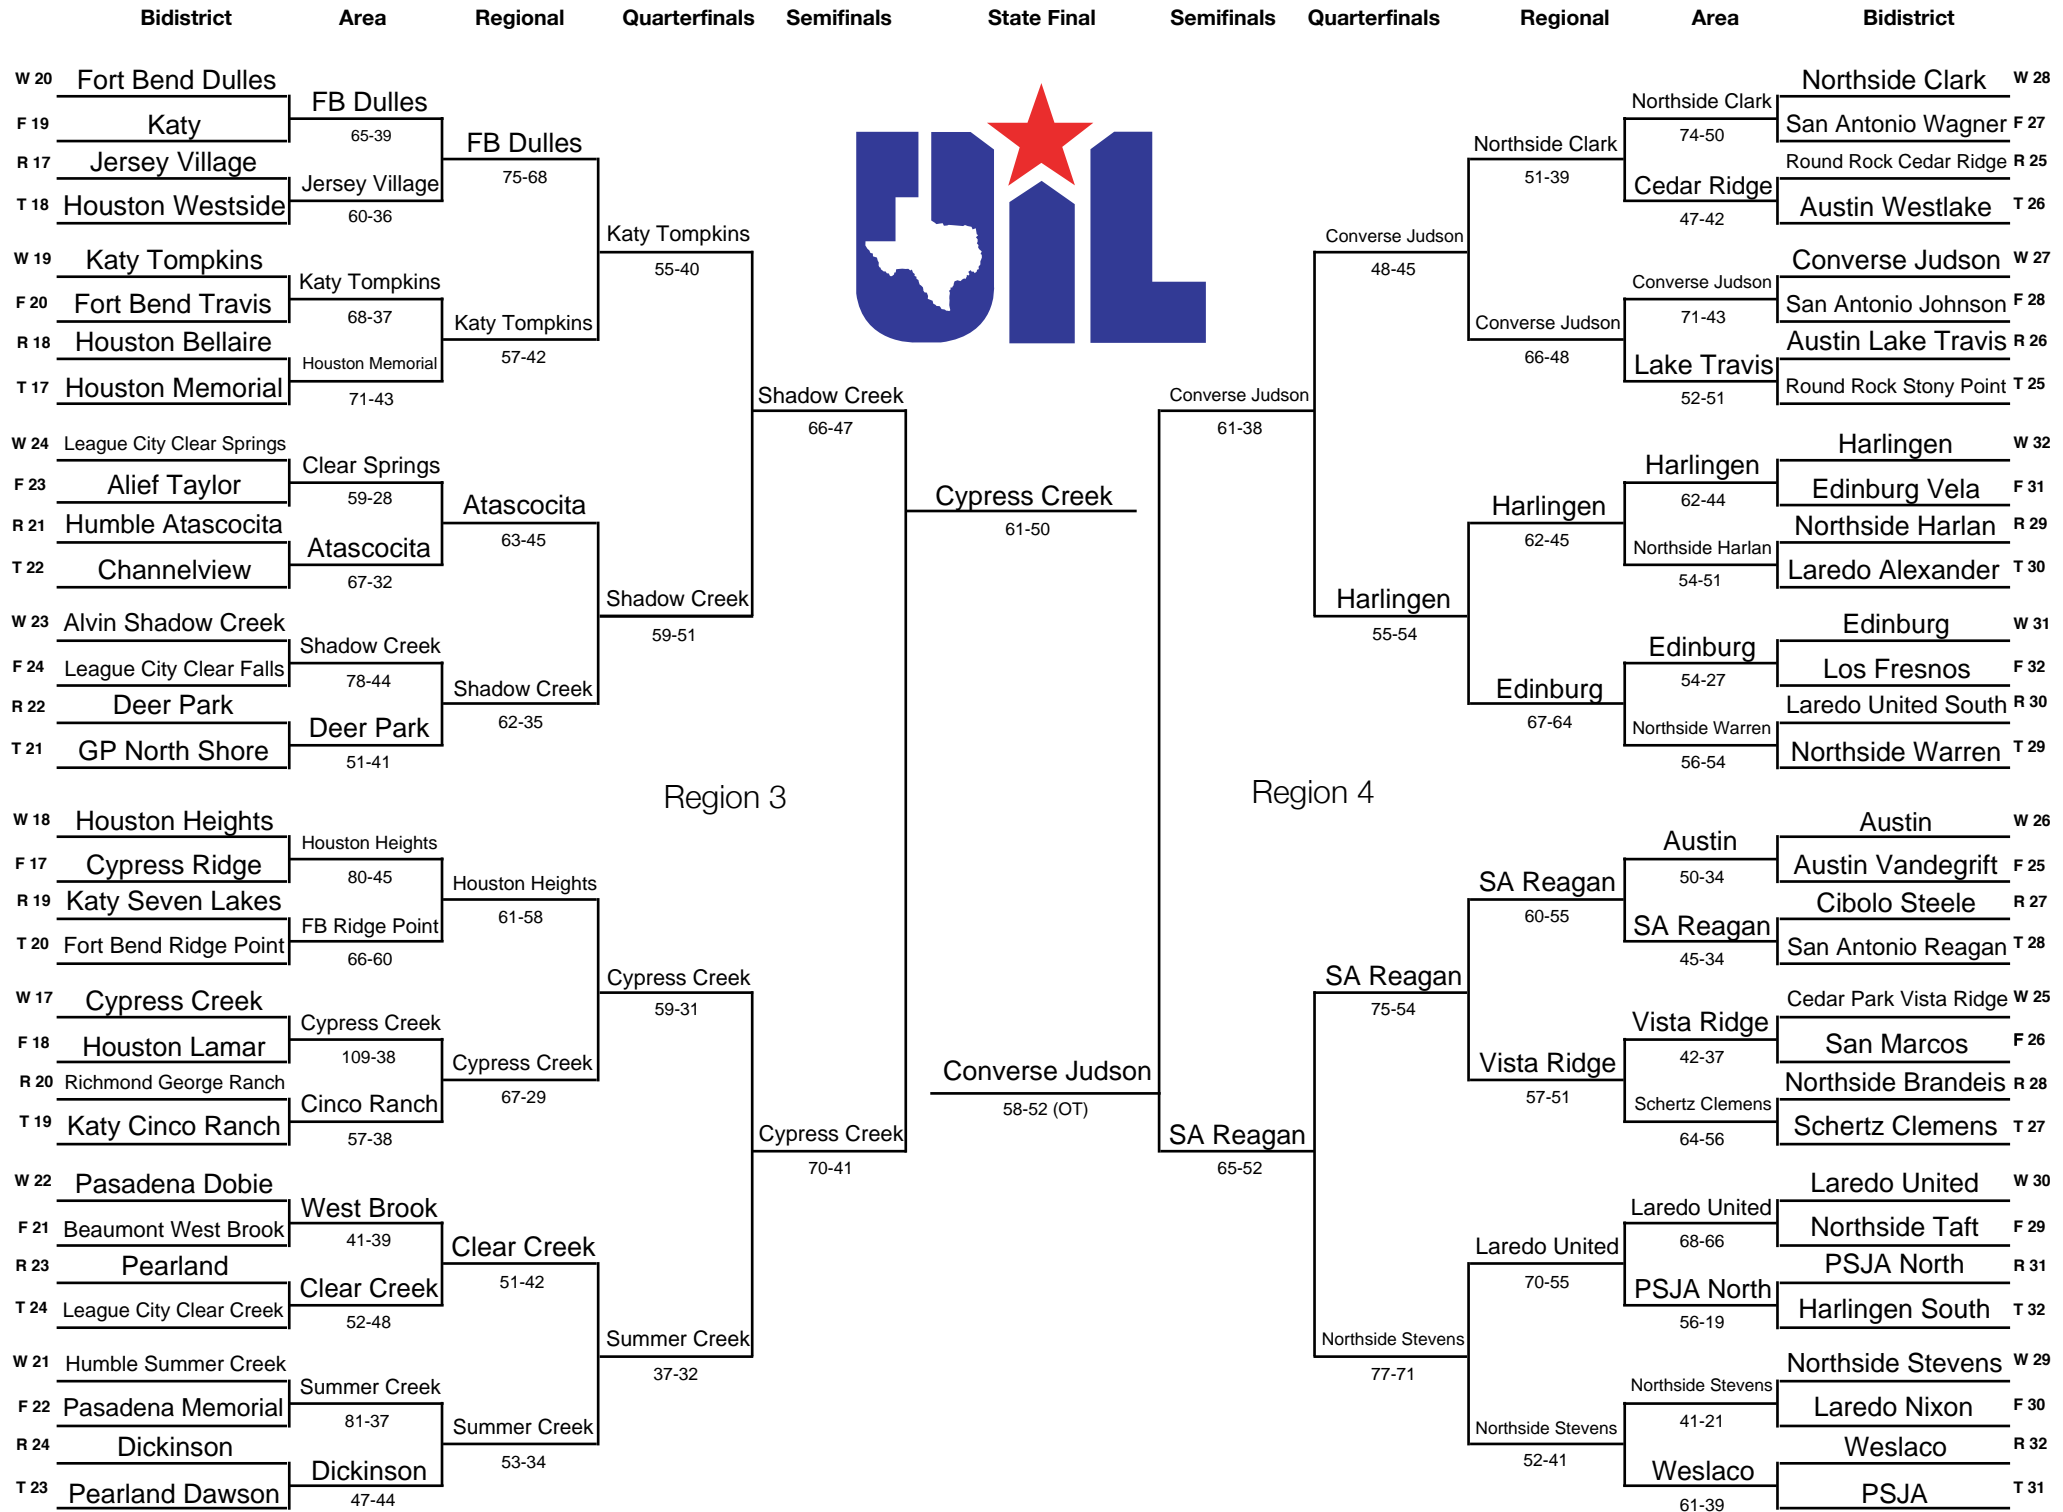 Bidistrict Area Regional Quarterfinals Semifinals State Final Semifinals Quarterfinals Regional Area Bidistrict
W 20 Fort Bend Dulles
FB Dulles
65-39
F 19 Katy
FB Dulles
75-68
R 17 Jersey Village
Jersey Village
60-36
T 18 Houston Westside
Katy Tompkins
55-40
W 19 Katy Tompkins
Katy Tompkins
68-37
F 20 Fort Bend Travis
Katy Tompkins
57-42
R 18 Houston Bellaire
Houston Memorial
71-43
T 17 Houston Memorial
Shadow Creek
66-47
W 24 League City Clear Springs
Clear Springs
59-28
F 23 Alief Taylor
Atascocita
63-45
R 21 Humble Atascocita
Atascocita
67-32
T 22 Channelview
Shadow Creek
59-51
W 23 Alvin Shadow Creek
Shadow Creek
78-44
F 24 League City Clear Falls
Shadow Creek
62-35
R 22 Deer Park
Deer Park
51-41
T 21 GP North Shore
Region 3
W 18 Houston Heights
Houston Heights
80-45
F 17 Cypress Ridge
Houston Heights
61-58
R 19 Katy Seven Lakes
FB Ridge Point
66-60
T 20 Fort Bend Ridge Point
Cypress Creek
59-31
W 17 Cypress Creek
Cypress Creek
109-38
F 18 Houston Lamar
Cypress Creek
67-29
R 20 Richmond George Ranch
Cinco Ranch
57-38
T 19 Katy Cinco Ranch
Cypress Creek
70-41
W 22 Pasadena Dobie
West Brook
41-39
F 21 Beaumont West Brook
Clear Creek
51-42
R 23 Pearland
Clear Creek
52-48
T 24 League City Clear Creek
Summer Creek
37-32
W 21 Humble Summer Creek
Summer Creek
81-37
F 22 Pasadena Memorial
Summer Creek
53-34
R 24 Dickinson
Dickinson
47-44
T 23 Pearland Dawson
UIL
Cypress Creek
61-50
Converse Judson
58-52 (OT)
Northside Clark W 28
Northside Clark
74-50
San Antonio Wagner F 27
Northside Clark
51-39
Round Rock Cedar Ridge R 25
Cedar Ridge
47-42
Austin Westlake T 26
Converse Judson
48-45
Converse Judson W 27
Converse Judson
71-43
San Antonio Johnson F 28
Converse Judson
66-48
Austin Lake Travis R 26
Lake Travis
52-51
Round Rock Stony Point T 25
Converse Judson
61-38
Harlingen W 32
Harlingen
62-44
Edinburg Vela F 31
Harlingen
62-45
Northside Harlan R 29
Northside Harlan
54-51
Laredo Alexander T 30
Harlingen
55-54
Edinburg W 31
Edinburg
54-27
Los Fresnos F 32
Edinburg
67-64
Laredo United South R 30
Northside Warren
56-54
Northside Warren T 29
Region 4
Austin W 26
Austin
50-34
Austin Vandegrift F 25
SA Reagan
60-55
Cibolo Steele R 27
SA Reagan
45-34
San Antonio Reagan T 28
SA Reagan
75-54
Cedar Park Vista Ridge W 25
Vista Ridge
42-37
San Marcos F 26
Vista Ridge
57-51
Northside Brandeis R 28
Schertz Clemens
64-56
Schertz Clemens T 27
SA Reagan
65-52
Laredo United W 30
Laredo United
68-66
Northside Taft F 29
Laredo United
70-55
PSJA North R 31
PSJA North
56-19
Harlingen South T 32
Northside Stevens
77-71
Northside Stevens W 29
Northside Stevens
41-21
Laredo Nixon F 30
Northside Stevens
52-41
Weslaco R 32
Weslaco
61-39
PSJA T 31